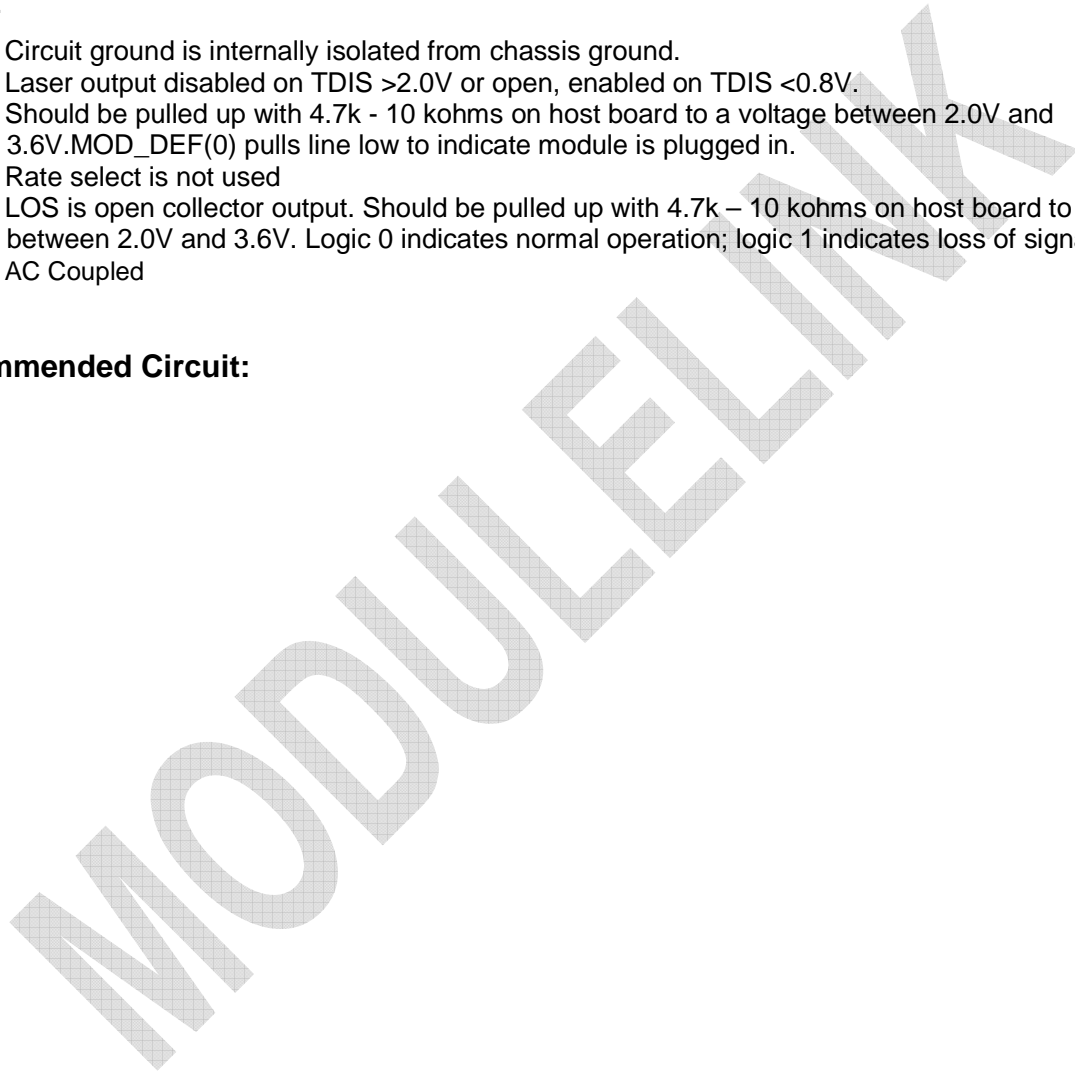 Circuit ground is internally isolated from chassis ground.
Laser output disabled on TDIS >2.0V or open, enabled on TDIS <0.8V.
Should be pulled up with 4.7k - 10 kohms on host board to a voltage between 2.0V and
3.6V.MOD_DEF(0) pulls line low to indicate module is plugged in.
Rate select is not used
LOS is open collector output. Should be pulled up with 4.7k – 10 kohms on host board to
between 2.0V and 3.6V. Logic 0 indicates normal operation; logic 1 indicates loss of sign
AC Coupled
mmended Circuit:
MODULELINK